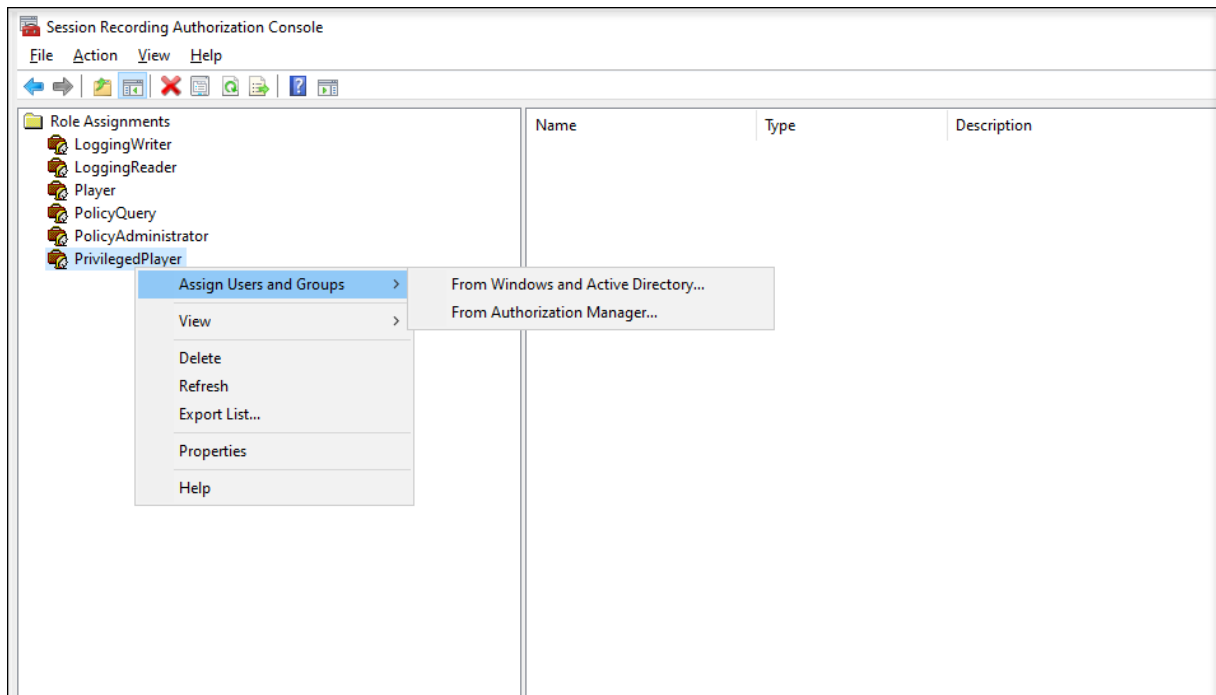 Session Recording Authorization Console
File Action View Help
Role Assignments
LoggingWriter
LoggingReader
Player
PolicyQuery
PolicyAdministrator
PrivilegedPlayer
Name Type Description
Assign Users and Groups
From Windows and Active Directory...
From Authorization Manager...
View
Delete
Refresh
Export List...
Properties
Help